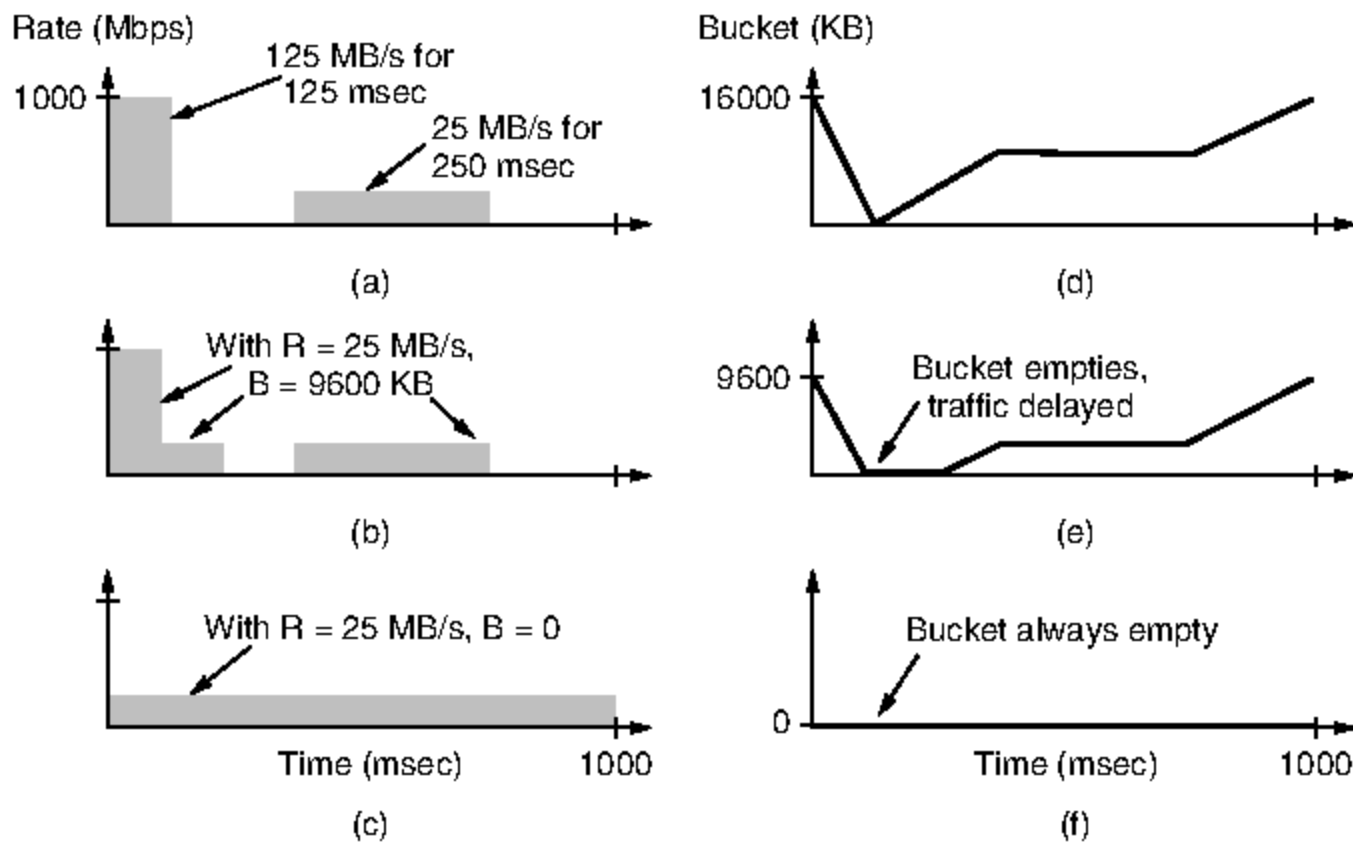 Rate (Mbps)
125 MB/s for
125 msec
1000
25 MB/s for
250 msec
(a)
Bucket (KB)
16000
(d)
With R = 25 MB/s,
B = 9600 KB
(b)
9600
Bucket empties,
traffic delayed
(e)
With R = 25 MB/s, B = 0
Time (msec)
1000
(c)
Bucket always empty
0
Time (msec)
1000
(f)